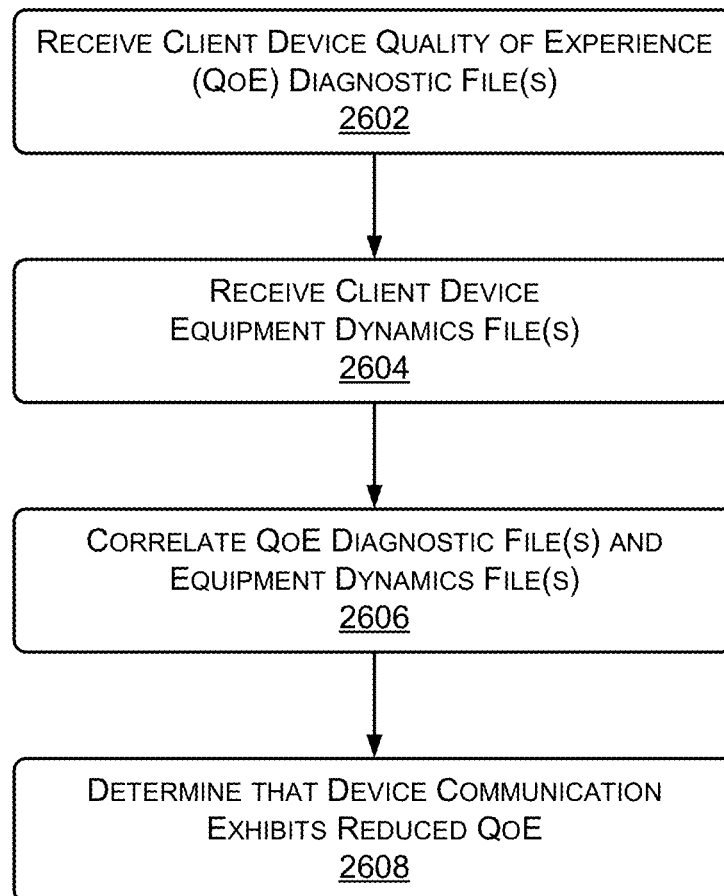 RECEIVE CLIENT DEVICE QUALITY OF EXPERIENCE
(QOE) DIAGNOSTIC FILE(S)
2602
RECEIVE CLIENT DEVICE
EQUIPMENT DYNAMICS FILE(S)
2604
CORRELATE QOE DIAGNOSTIC FILE(S) AND
EQUIPMENT DYNAMICS FILE(S)
2606
DETERMINE THAT DEVICE COMMUNICATION
EXHIBITS REDUCED QOE
2608